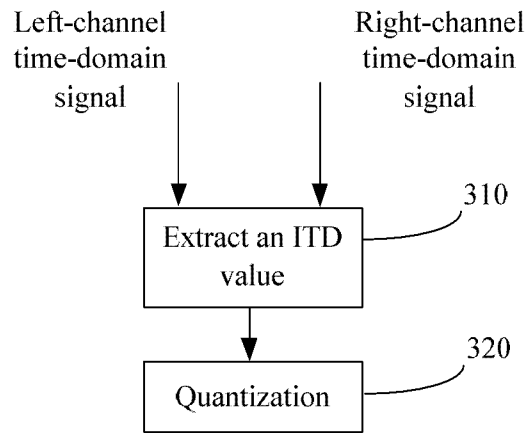 Left-channel
time-domain
signal
Right-channel
time-domain
signal
310
Extract an ITD
value
320
Quantization